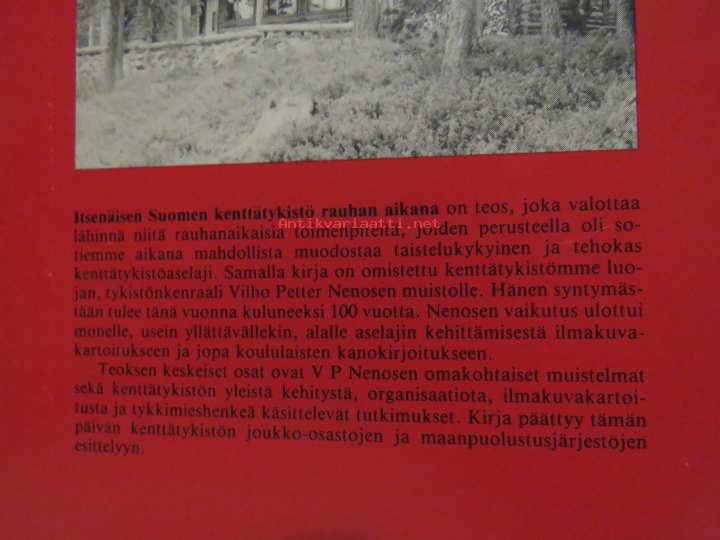 Itsenäisen Suomen kenttätykistö rauhan aikana on teos, joka valottaa
Antikvariaatti.net
lähinnä niitä rauhanaikaisia toimenpiteitä, joiden perusteella oli so-
tiemme aikana mahdollista muodostaa taistelukykyinen ja tehokas
kenttätykistöaselaji. Samalla kirja on omistettu kenttätykistömme luo-
jan, tykistönkenraali Vilho Petter Nenosen muistolle. Hänen syntymäs-
tään tulee tänä vuonna kuluneeksi 100 vuotta. Nenosen vaikutus ulottui
monelle, usein yllättävällekin, alalle aselajin kehittämisestä ilmakuva-
kartoitukseen ja jopa koululaisten kanokirjoitukseen.
Teoksen keskeiset osat ovat V P Nenosen omakohtaiset muistelmat
sekä kenttätykistön yleistä kehitystä, organisaatiota, ilmakuvakartoi-
tusta ja tykkimieshenkeä käsittelevät tutkimukset. Kirja päättyy tämän
päivän kenttätykistön joukko-osastojen ja maanpuolustusjärjestöjen
esittelyyn.